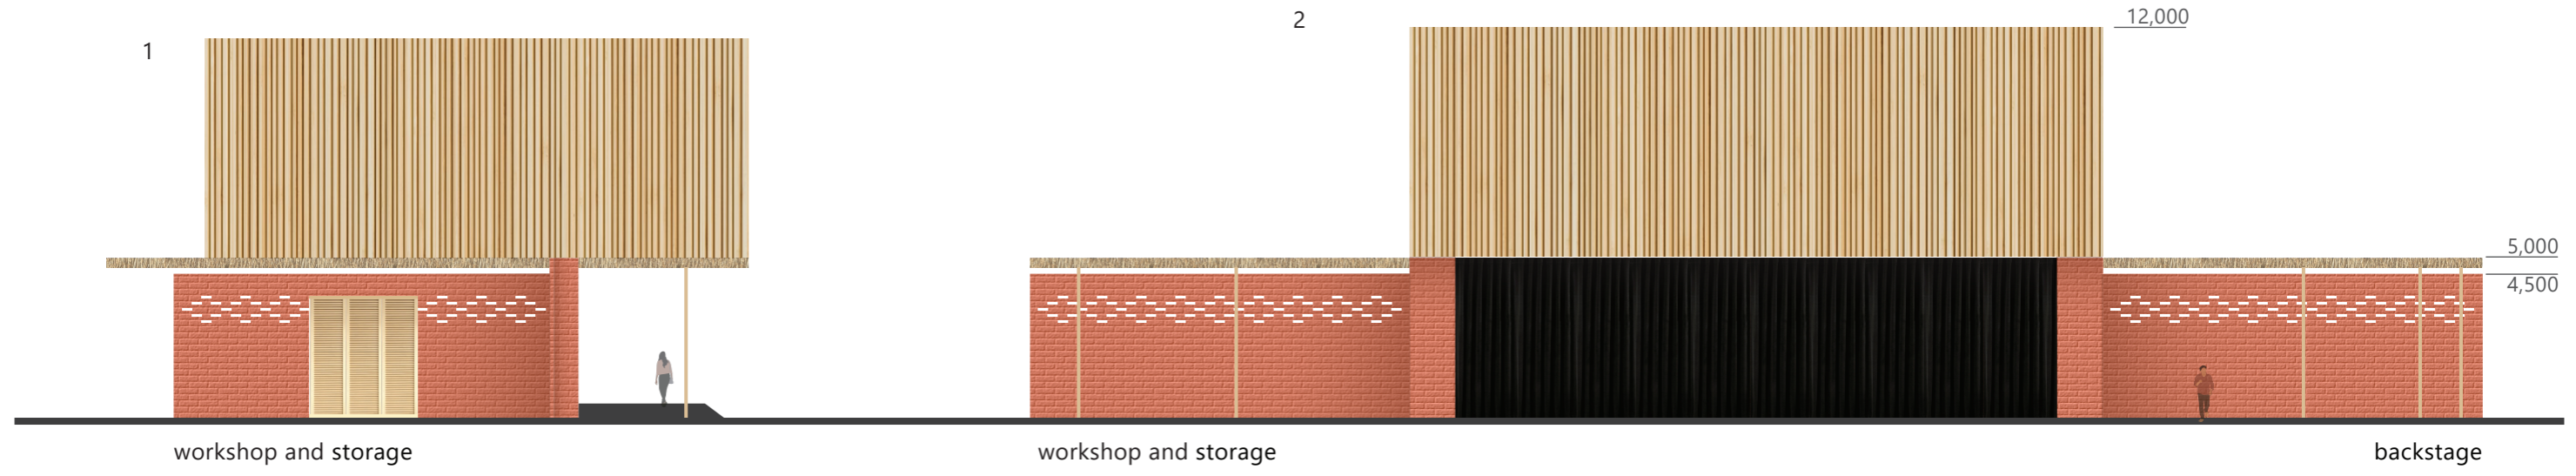 1
2
12,000
5,000
4,500
workshop and storage
workshop and storage
backstage